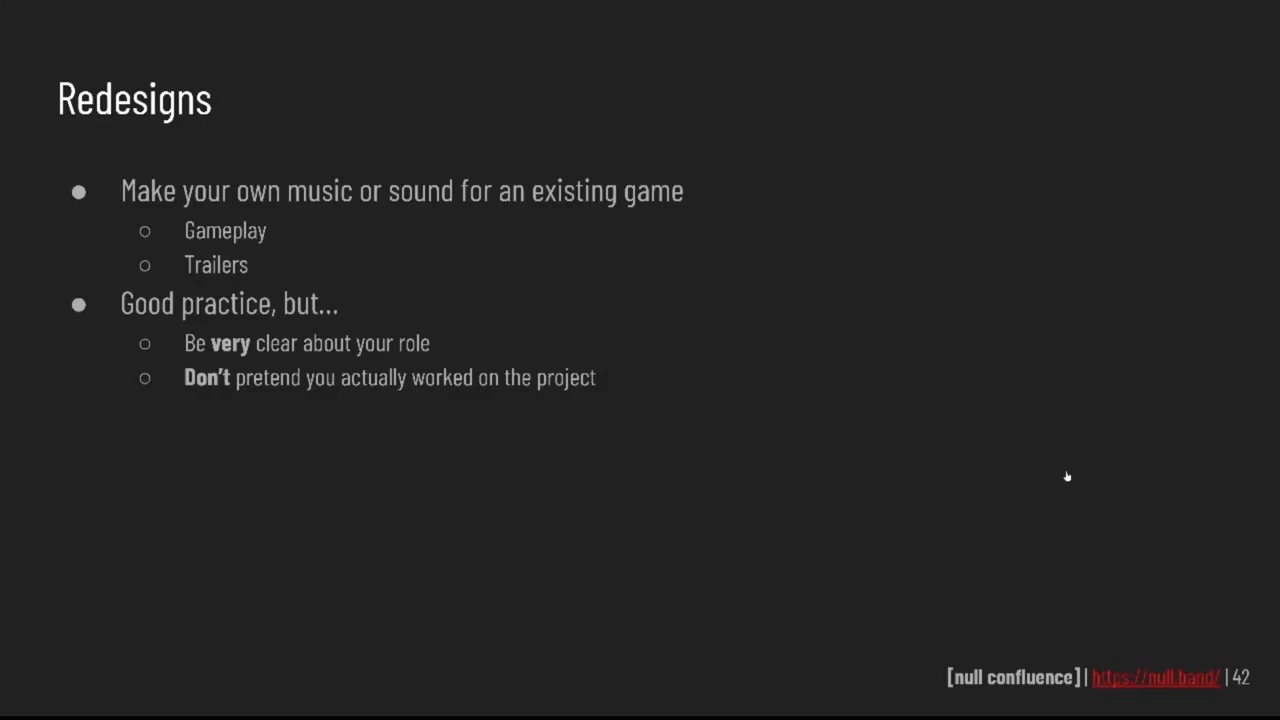 Redesigns
● Make your own music or sound for an existing game
○ Gameplay
○ Trailers
● Good practice, but...
○ Be very clear about your role
○ Don't pretend you actually worked on the project
[null confluence] | https://null.band/ | 42